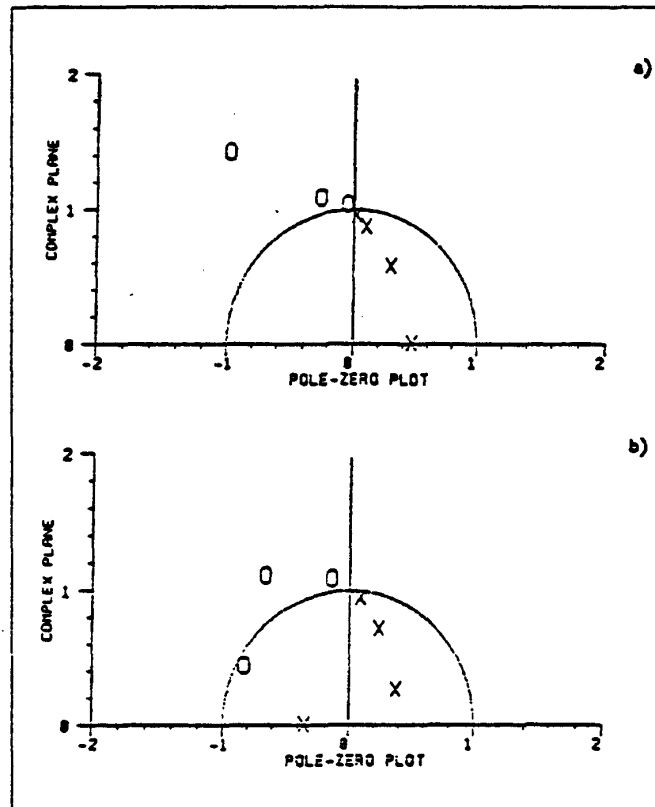 a)
2
COMPLEX PLANE
1
0
-2 -1 0 1 2
POLE-ZERO PLOT
b)
2
COMPLEX PLANE
1
0
-2 -1 0 1 2
POLE-ZERO PLOT